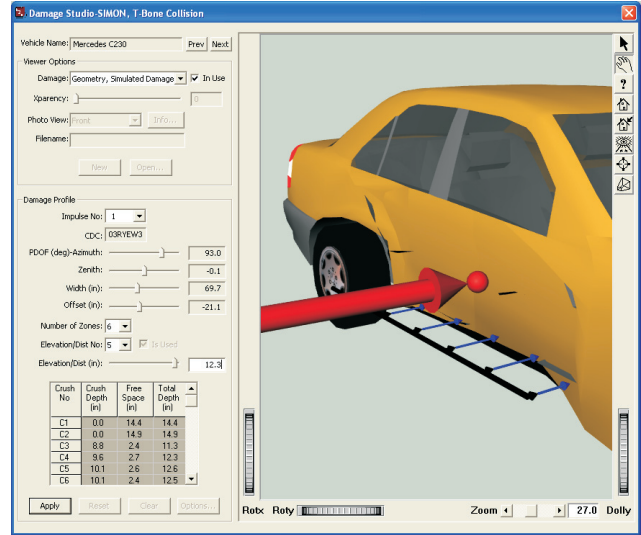 Damage Studio-SIMON, T-Bone Collision
Vehicle Name: Mercedes C230 Prev Next
Viewer Options
Damage: Geometry, Simulated Damage In Use
Xparency: 0
Photo View: Front Info...
Filename:
New Open...
Damage Profile
Impulse No: 1
CDC: 03RYEW3
PDOF (deg)-Azimuth: 93.0
Zenith: -0.1
Width (in): 69.7
Offset (in): -21.1
Number of Zones: 6
Elevation/Dist No: 5 Is Used
Elevation/Dist (in): 12.3
Crush No Crush Depth (in) Free Space (in) Total Depth (in)
C1 0.0 14.4 14.4
C2 0.0 14.9 14.9
C3 8.8 2.4 11.3
C4 9.6 2.7 12.3
C5 10.1 2.6 12.6
C6 10.1 2.4 12.5
Apply Reset Clear Options...
Rotx Roty Zoom 27.0 Dolly
?